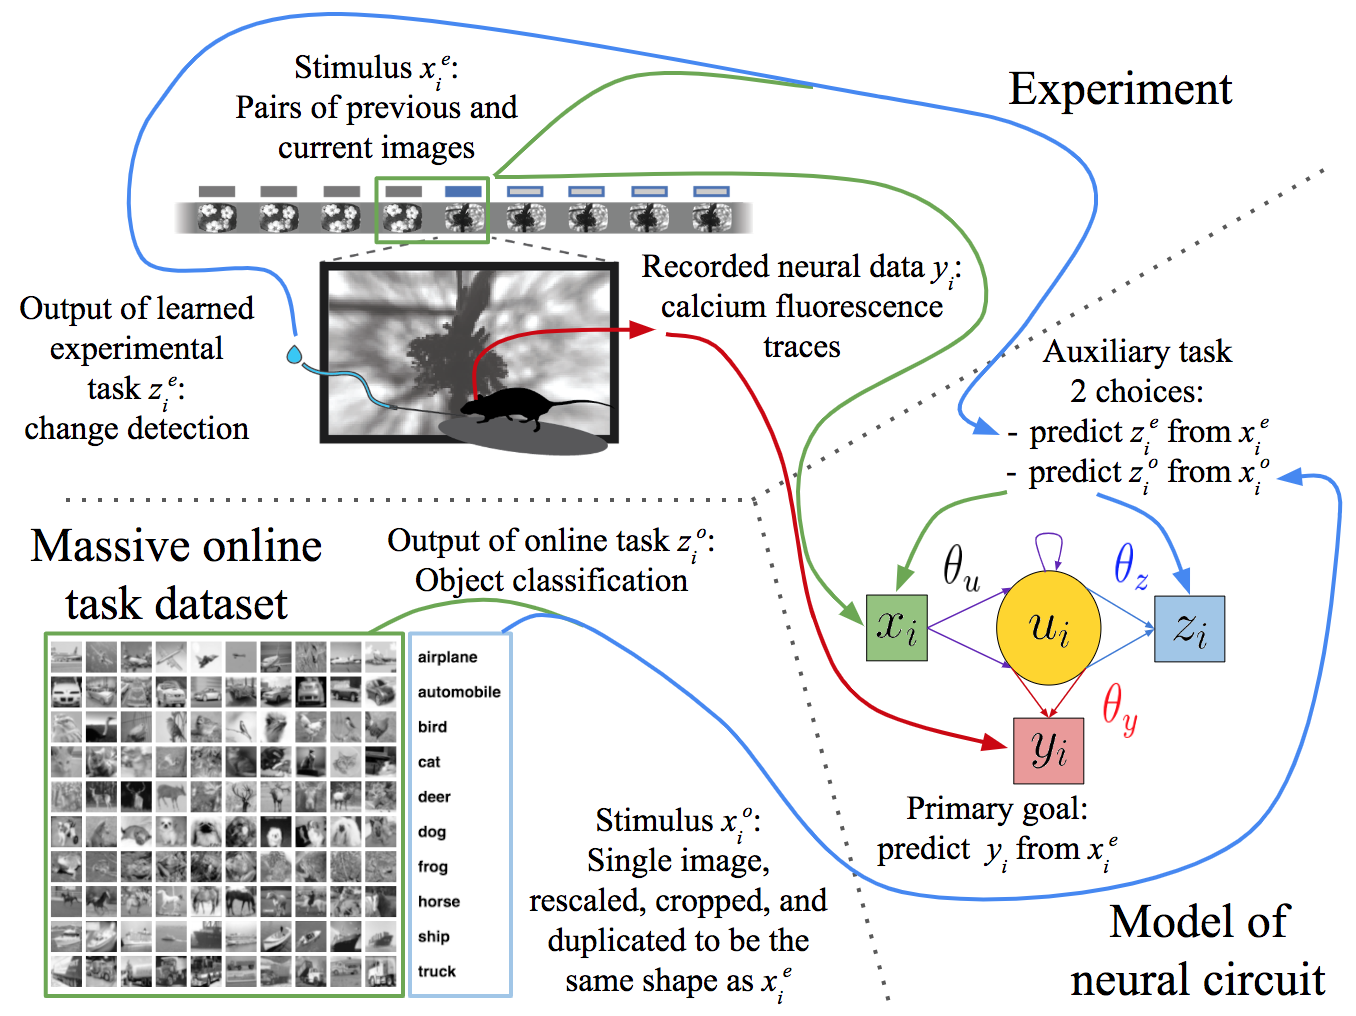 Stimulus x_i^e:
Pairs of previous and
current images
Experiment
Recorded neural data y_i:
calcium fluorescence
traces
Output of learned
experimental
task z_i^e:
change detection
Auxiliary task
2 choices:
- predict z_i^e from x_i^e
- predict z_i^o from x_i^o
Massive online
task dataset
Output of online task z_i^o:
Object classification
airplane
automobile
bird
cat
deer
dog
frog
horse
ship
truck
Stimulus x_i^o:
Single image,
rescaled, cropped, and
duplicated to be the
same shape as x_i^e
θ_u
θ_z
x_i
u_i
z_i
θ_y
y_i
Primary goal:
predict y_i from x_i^e
Model of
neural circuit